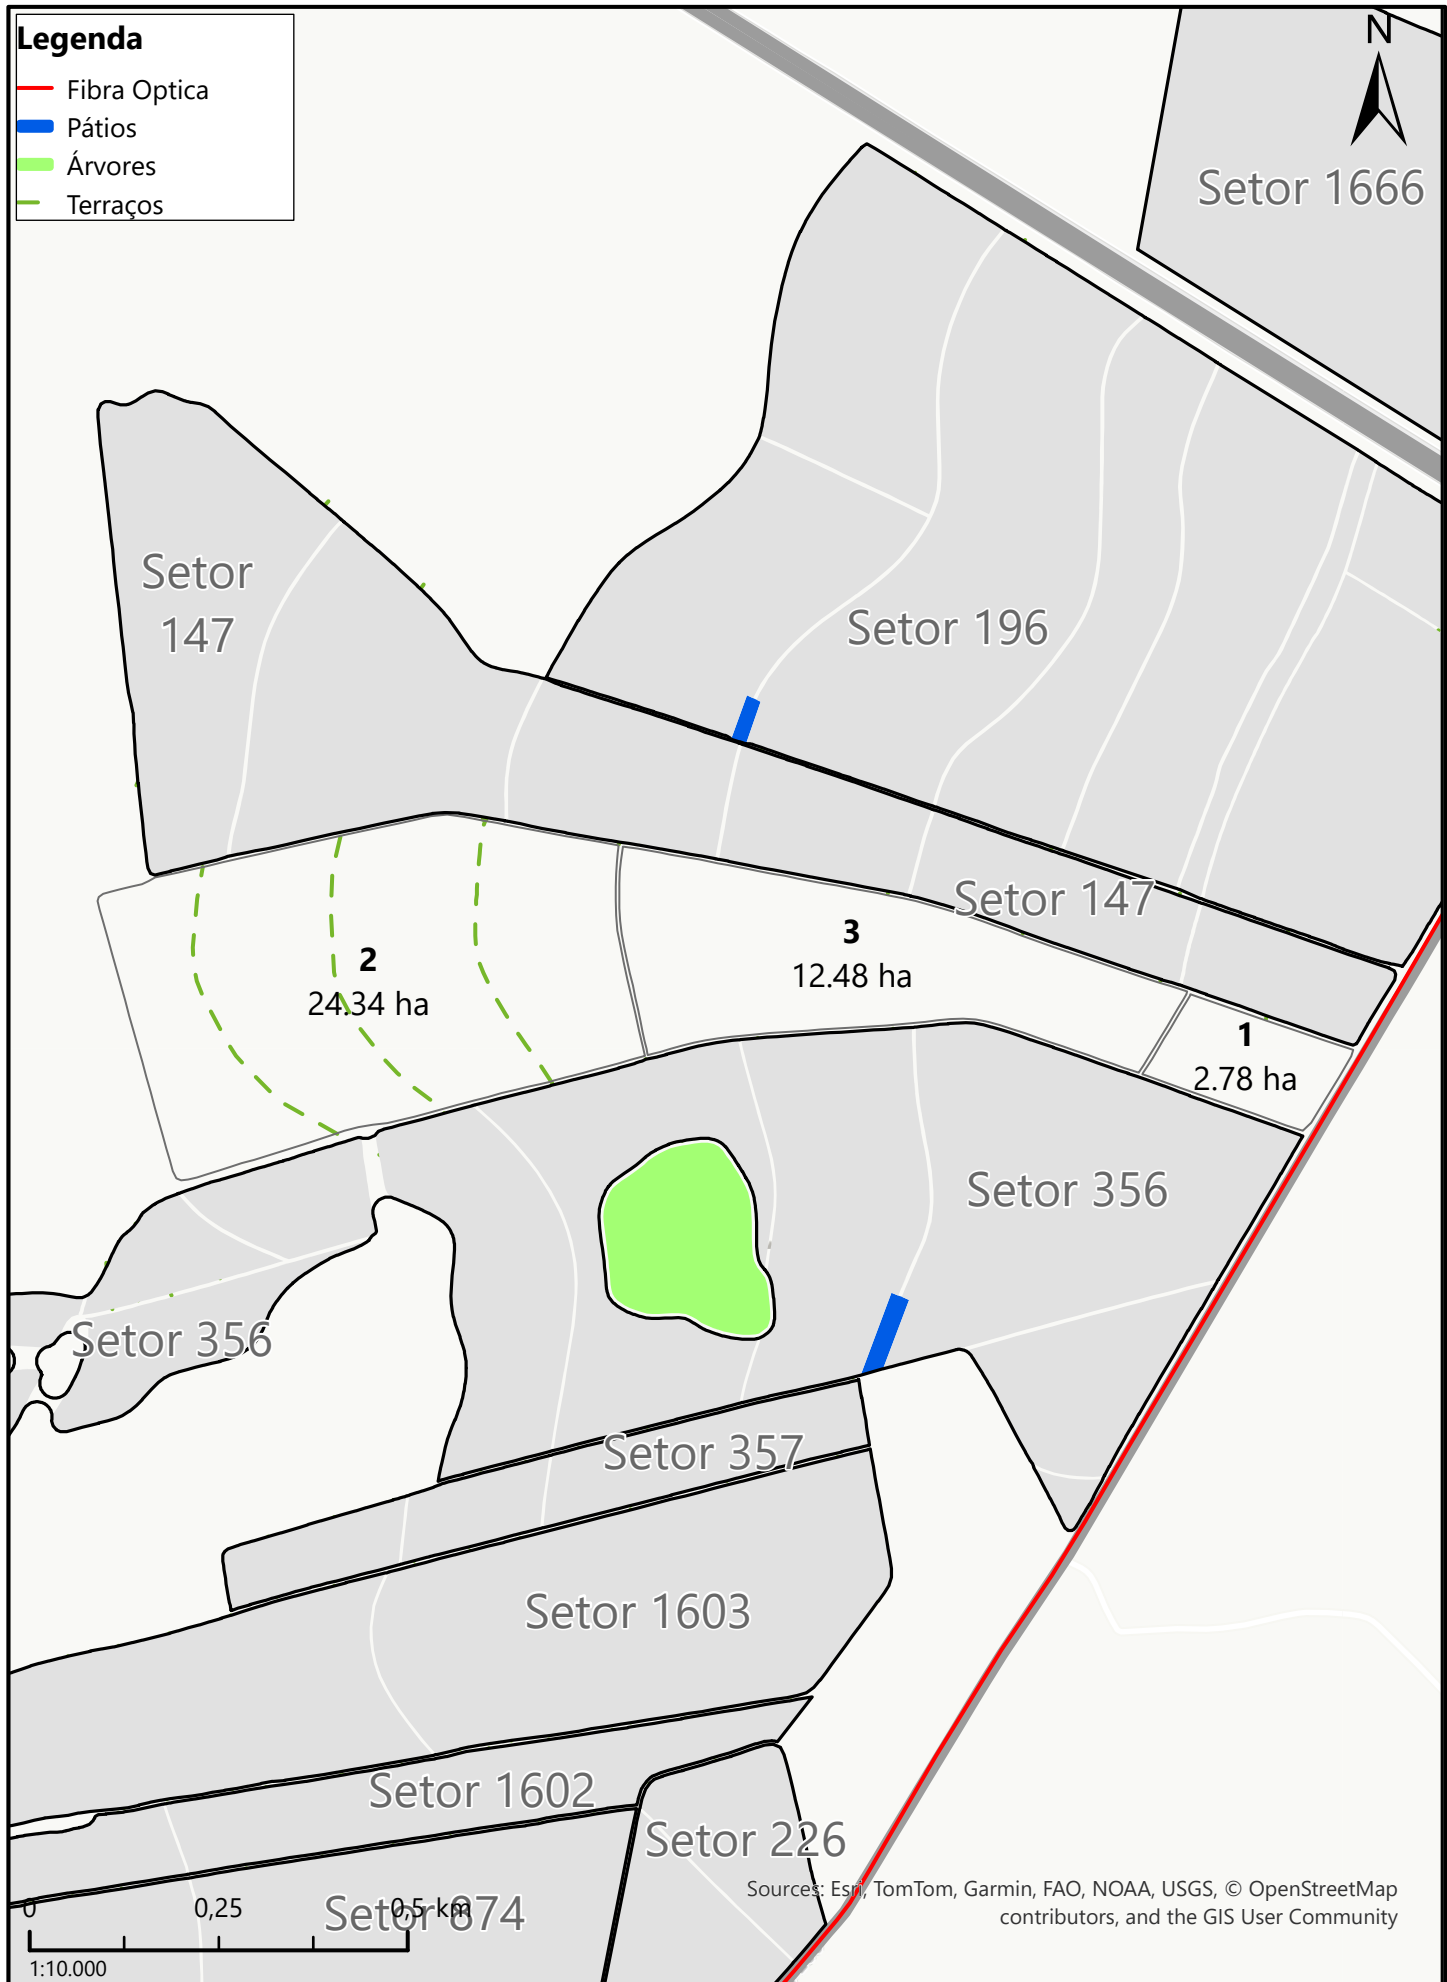 Legenda
Fibra Optica
Pátios
Árvores
Terraços
N
Setor 1666
Setor
147
Setor 196
Setor 147
3
12.48 ha
2
24.34 ha
1
2.78 ha
Setor 356
Setor 356
Setor 357
Setor 1603
Setor 1602
Setor 226
Setor 874
0 0,25 0,5 km
1:10.000
Sources: Esri, TomTom, Garmin, FAO, NOAA, USGS, © OpenStreetMap
contributors, and the GIS User Community